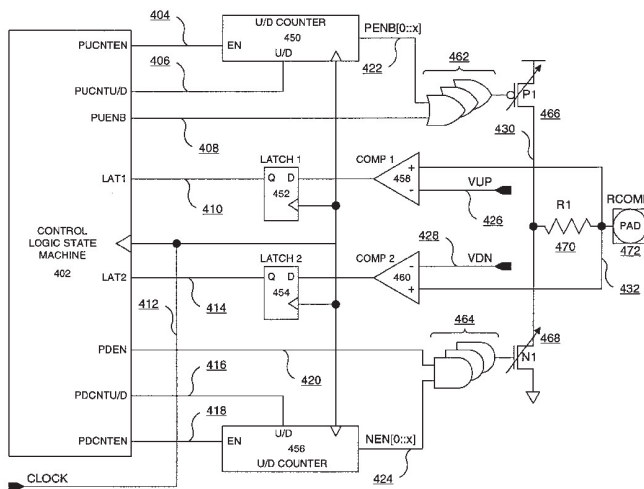 404
U/D COUNTER
450
PENB[0::x]
PUCNTEN
EN
U/D
422
462
406
PUCNTU/D
P1
466
PUENB
408
430
LATCH 1
COMP 1
LAT1
Q D
452
458
+
-
VUP
426
410
R1
RCOMP
PAD
470
472
CONTROL
LOGIC STATE
MACHINE
402
428
VDN
LATCH 2
COMP 2
LAT2
Q D
454
460
-
+
432
412
414
464
468
PDEN
N1
416
420
PDCNTU/D
418
U/D
NEN[0::x]
PDCNTEN
EN
456
U/D COUNTER
424
CLOCK